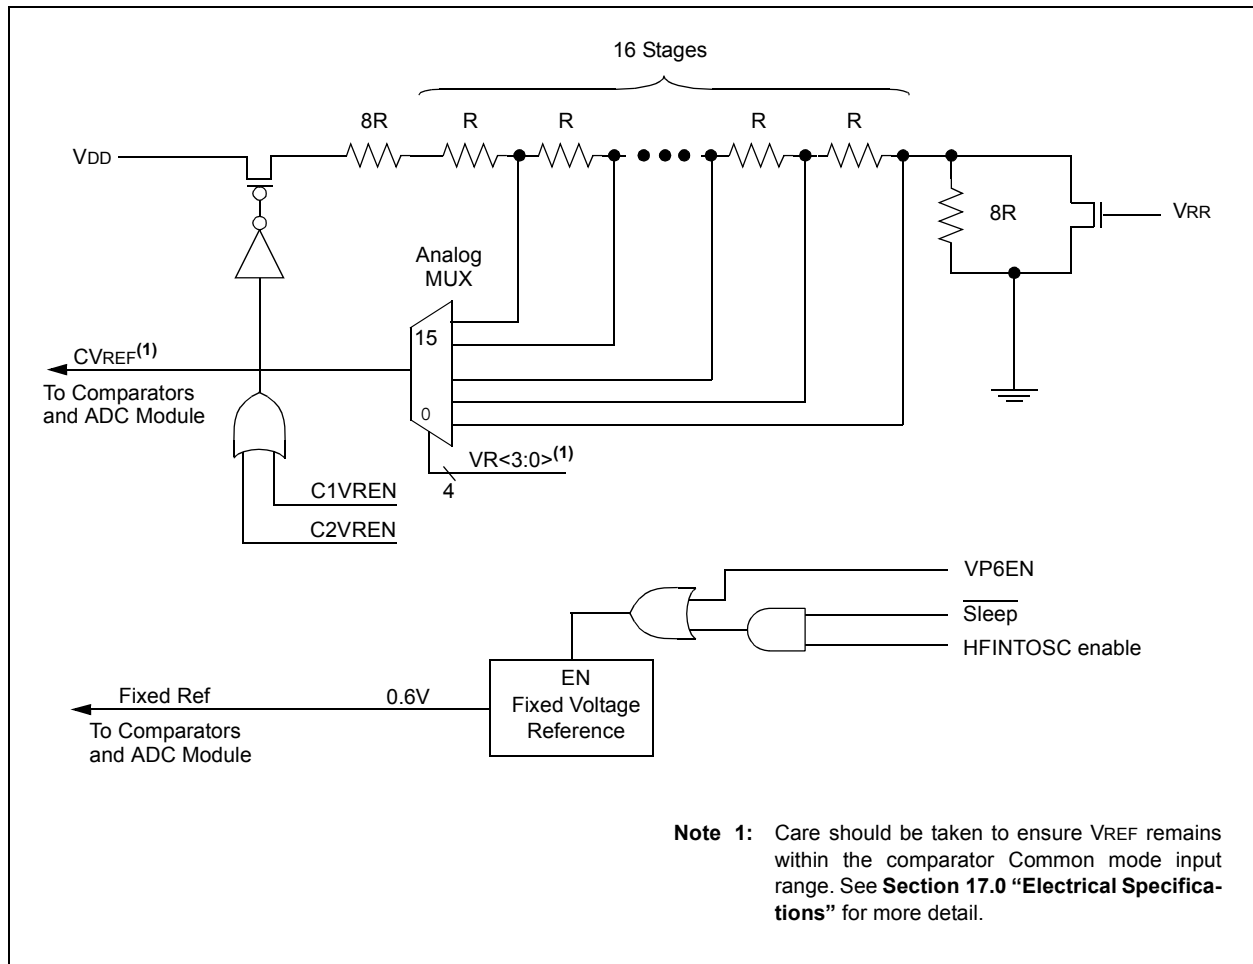 16 Stages
8R R R R R
VDD
8R
VRR
Analog
MUX
15
CVREF(1)
To Comparators
and ADC Module
0
VR<3:0>(1)
4
C1VREN
C2VREN
VP6EN
Sleep
HFINTOSC enable
EN
Fixed Ref 0.6V
Fixed Voltage
Reference
To Comparators
and ADC Module
Note 1: Care should be taken to ensure VREF remains
within the comparator Common mode input
range. See Section 17.0 “Electrical Specifica-
tions” for more detail.